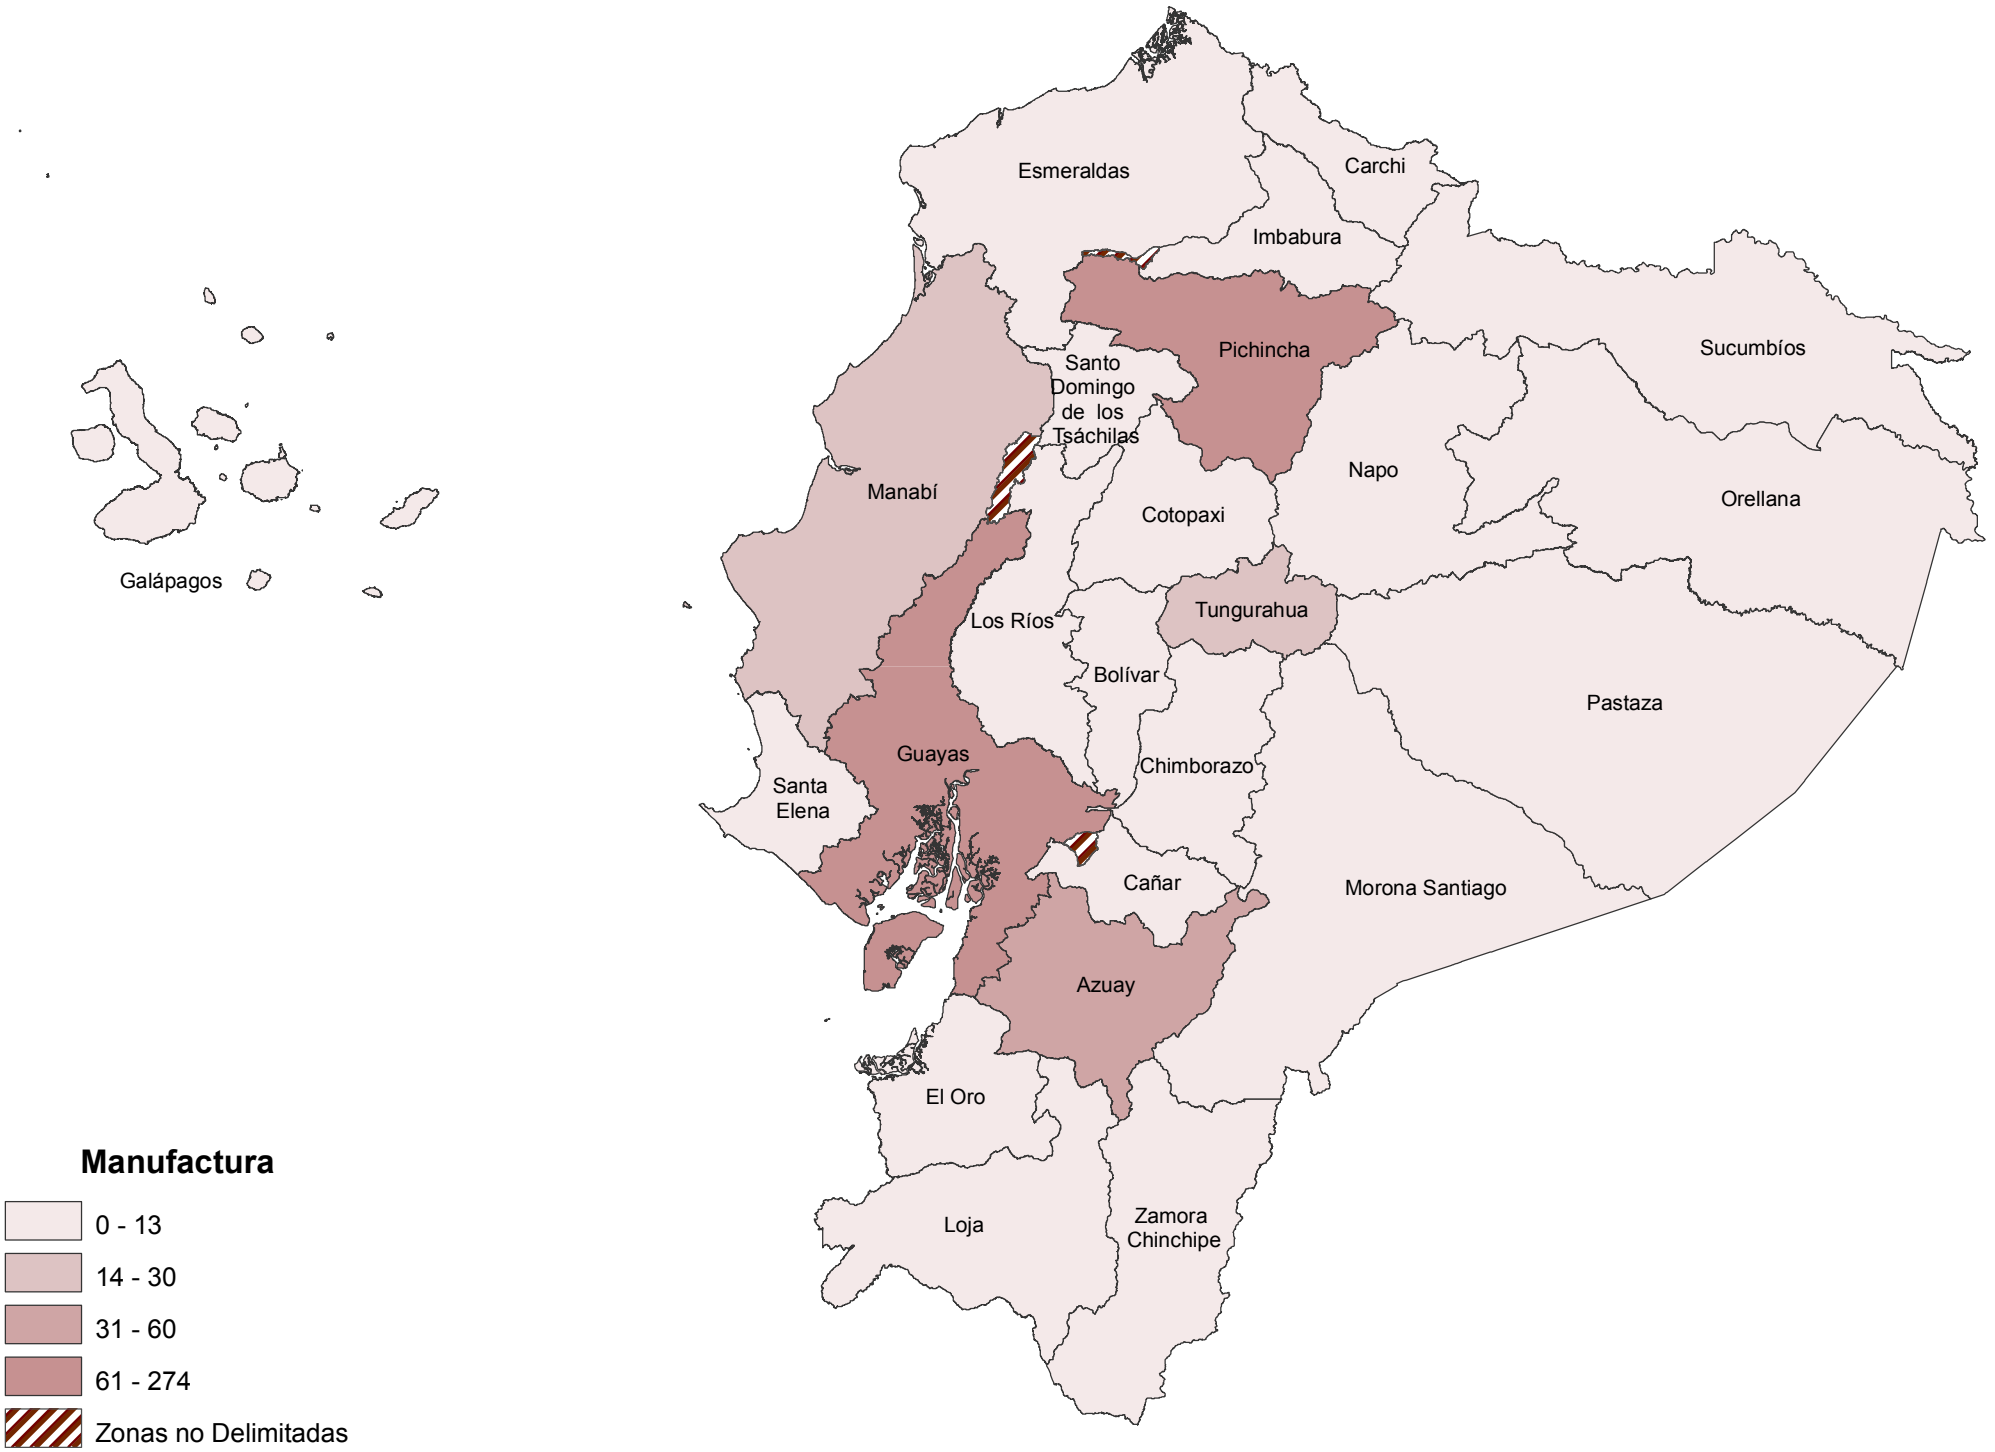 Esmeraldas
Carchi
Imbabura
Pichincha
Sucumbíos
Santo
Domingo
de los
Tsáchilas
Napo
Manabí
Orellana
Cotopaxi
Galápagos
Tungurahua
Los Ríos
Bolívar
Pastaza
Guayas
Chimborazo
Santa
Elena
Cañar
Morona Santiago
Azuay
El Oro
Loja
Zamora
Chinchipe
Manufactura
0 - 13
14 - 30
31 - 60
61 - 274
Zonas no Delimitadas